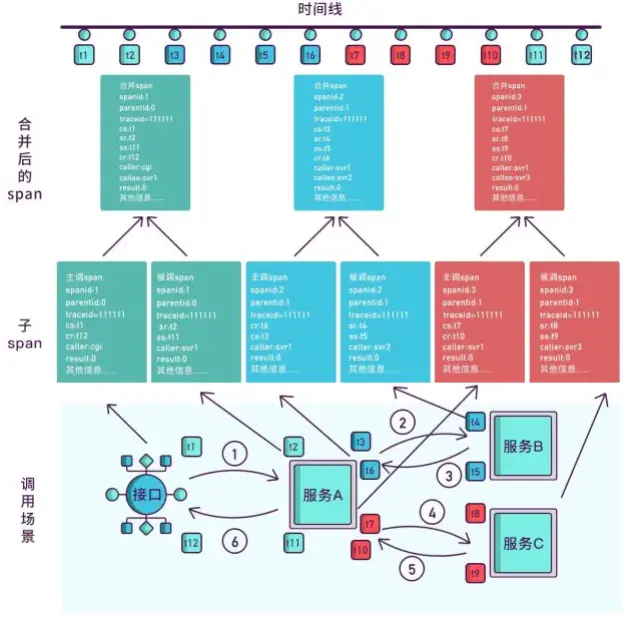 时间线
t1 t2 t3 t4 t5 t6 t7 t8 t9 t10 t11 t12
合并后的span
合并span
spanid:1
parentid:0
traceid=111111
cs:t1
sr:t2
ss:t11
cr:t12
caller:cgi
callee:svr1
result:0
其他信息......
合并span
spanid:2
parentid:1
traceid=111111
cs:t3
sr:t4
ss:t5
cr:t6
caller:svr1
callee:svr2
result:0
其他信息......
合并span
spanid:3
parentid:1
traceid=111111
cs:t7
sr:t8
ss:t9
cr:t10
caller:svr1
callee:svr3
result:0
其他信息......
子span
主调span
spanid:1
parentid:0
traceid=111111
cs:t1
cr:t12
caller:cgi
result:0
其他信息......
被调span
spanid:1
parentid:0
traceid=111111
sr:t2
ss:t11
caller:svr1
result:0
其他信息......
主调span
spanid:2
parentid:1
traceid=111111
cr:t6
cs:t3
caller:svr1
result:0
其他信息......
被调span
spanid:2
parentid:1
traceid=111111
sr:t4
ss:t5
caller:svr2
result:0
其他信息......
主调span
spanid:3
parentid:1
traceid=111111
cs:t7
cr:t10
caller:svr1
result:0
其他信息......
被调span
spanid:3
parentid:1
traceid=111111
sr:t8
ss:t9
caller:svr3
result:0
其他信息......
调用场景
t1
1
t2
t3
2
t4
服务B
接口
服务A
t6
3
t5
t12
6
t11
t7
t10
4
5
t8
服务C
t9